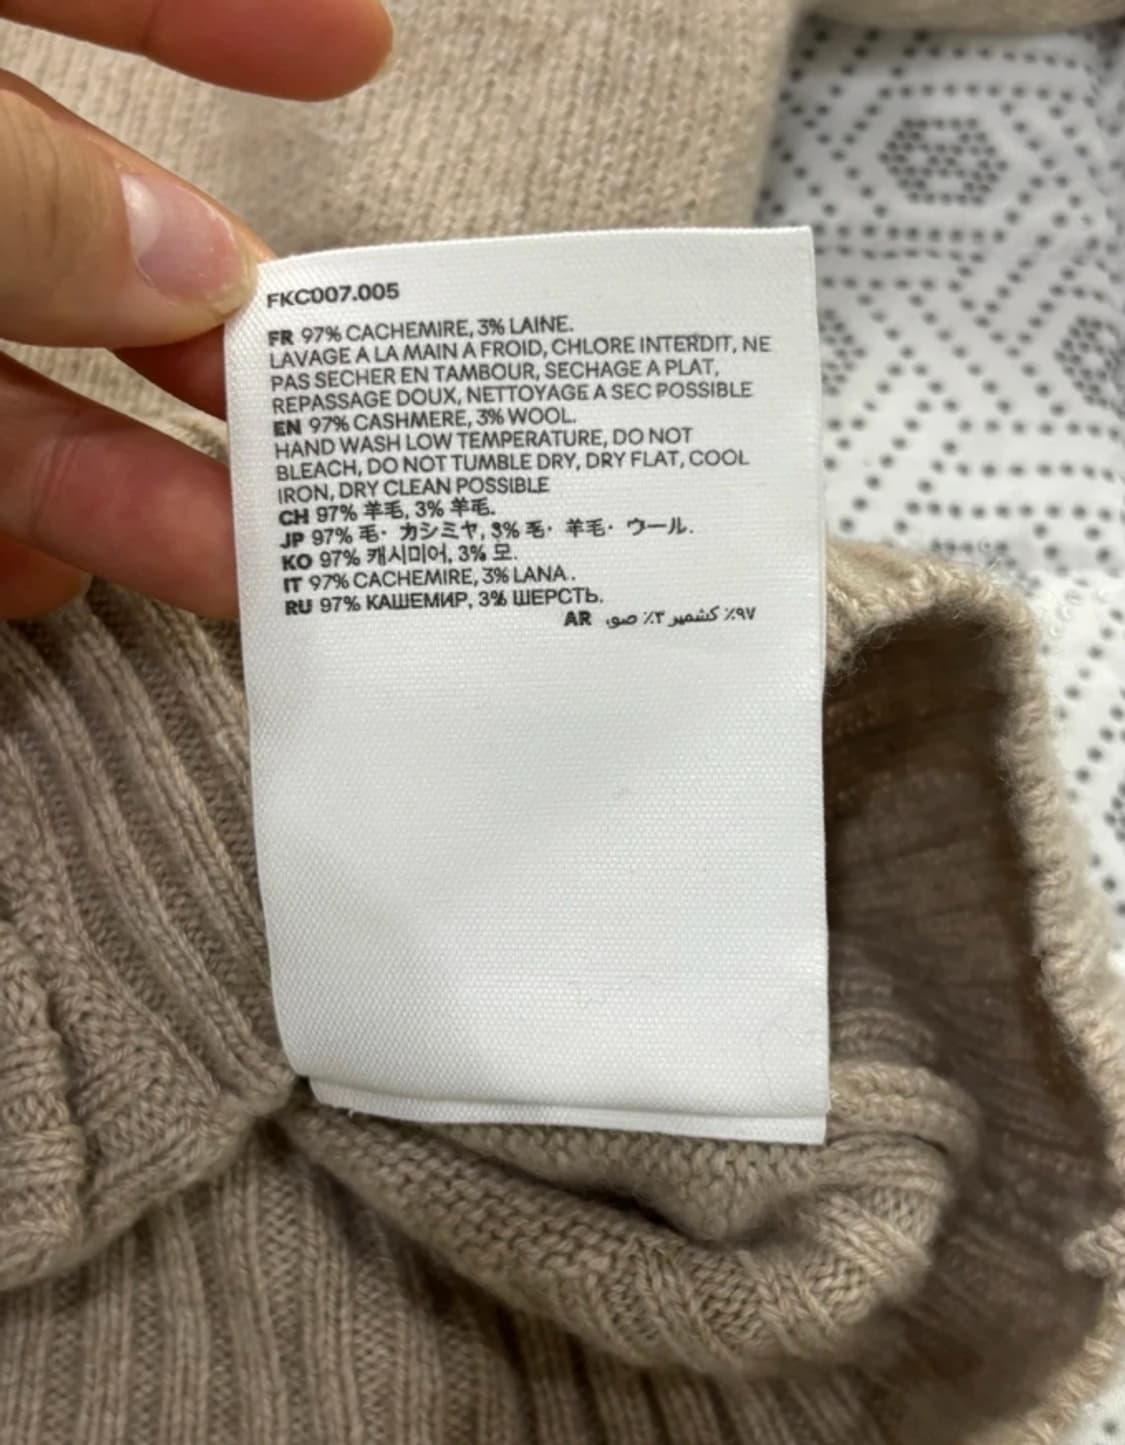 FKC007.005
FR 97% CACHEMIRE, 3% LAINE.
LAVAGE A LA MAIN A FROID, CHLORE INTERDIT, NE
PAS SECHER EN TAMBOUR, SECHAGE A PLAT,
REPASSAGE DOUX, NETTOYAGE A SEC POSSIBLE
EN 97% CASHMERE, 3% WOOL.
HAND WASH LOW TEMPERATURE, DO NOT
BLEACH, DO NOT TUMBLE DRY, DRY FLAT, COOL
IRON, DRY CLEAN POSSIBLE
CH 97% 羊毛, 3% 羊毛.
JP 97% 毛· カシミヤ, 3% 毛· 羊毛· ウール.
KO 97% 캐시미어, 3% 모.
IT 97% CACHEMIRE, 3% LANA.
RU 97% КАШЕМИР, 3% ШЕРСТЬ.
AR ٩٧٪ كشمير ٣٪ صو.